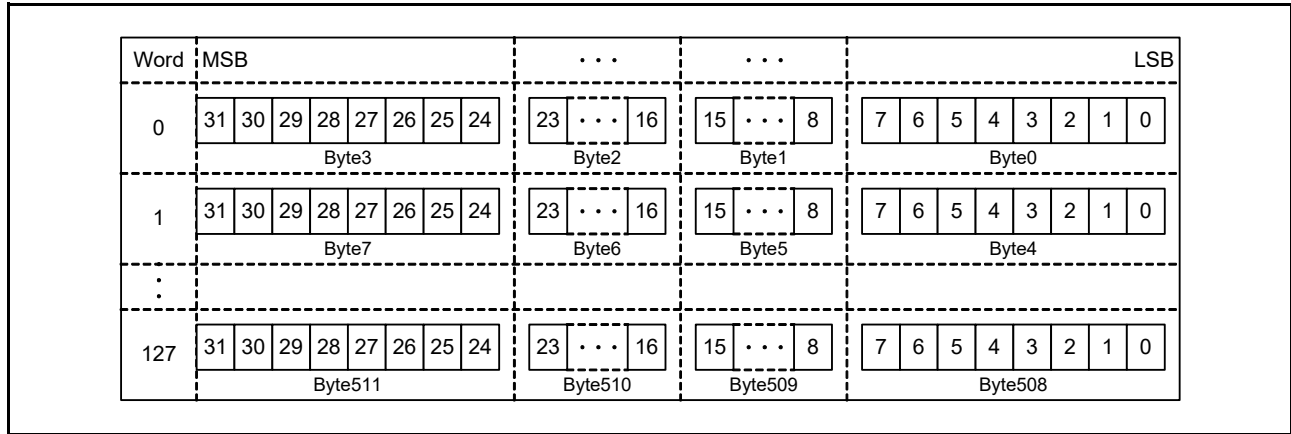 Word MSB · · · · · · LSB
0 31 30 29 28 27 26 25 24 23 · · · 16 15 · · · 8 7 6 5 4 3 2 1 0
Byte3 Byte2 Byte1 Byte0
1 31 30 29 28 27 26 25 24 23 · · · 16 15 · · · 8 7 6 5 4 3 2 1 0
Byte7 Byte6 Byte5 Byte4
⋮
127 31 30 29 28 27 26 25 24 23 · · · 16 15 · · · 8 7 6 5 4 3 2 1 0
Byte511 Byte510 Byte509 Byte508